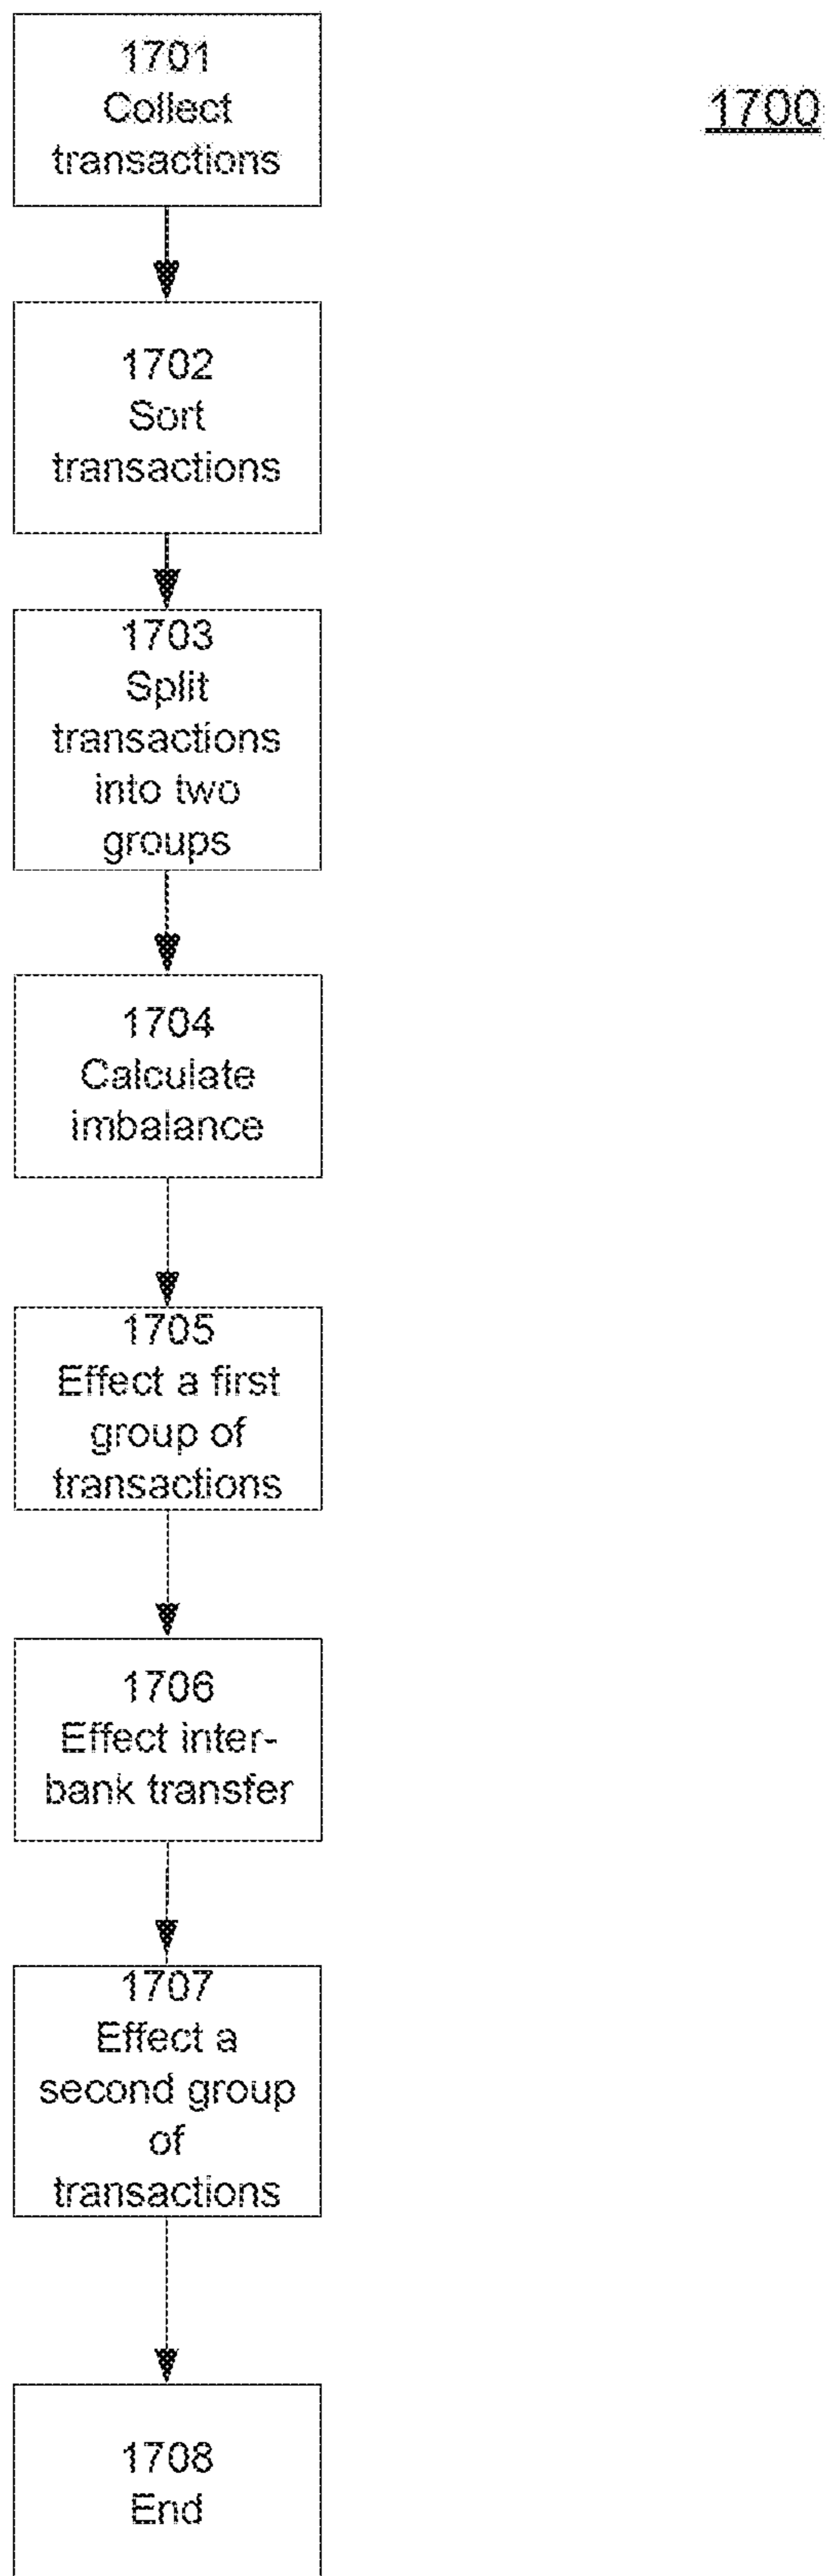 1701
Collect
transactions
1700
1702
Sort
transactions
1703
Split
transactions
into two
groups
1704
Calculate
imbalance
1705
Effect a first
group of
transactions
1706
Effect inter-
bank transfer
1707
Effect a
second group
of
transactions
1708
End